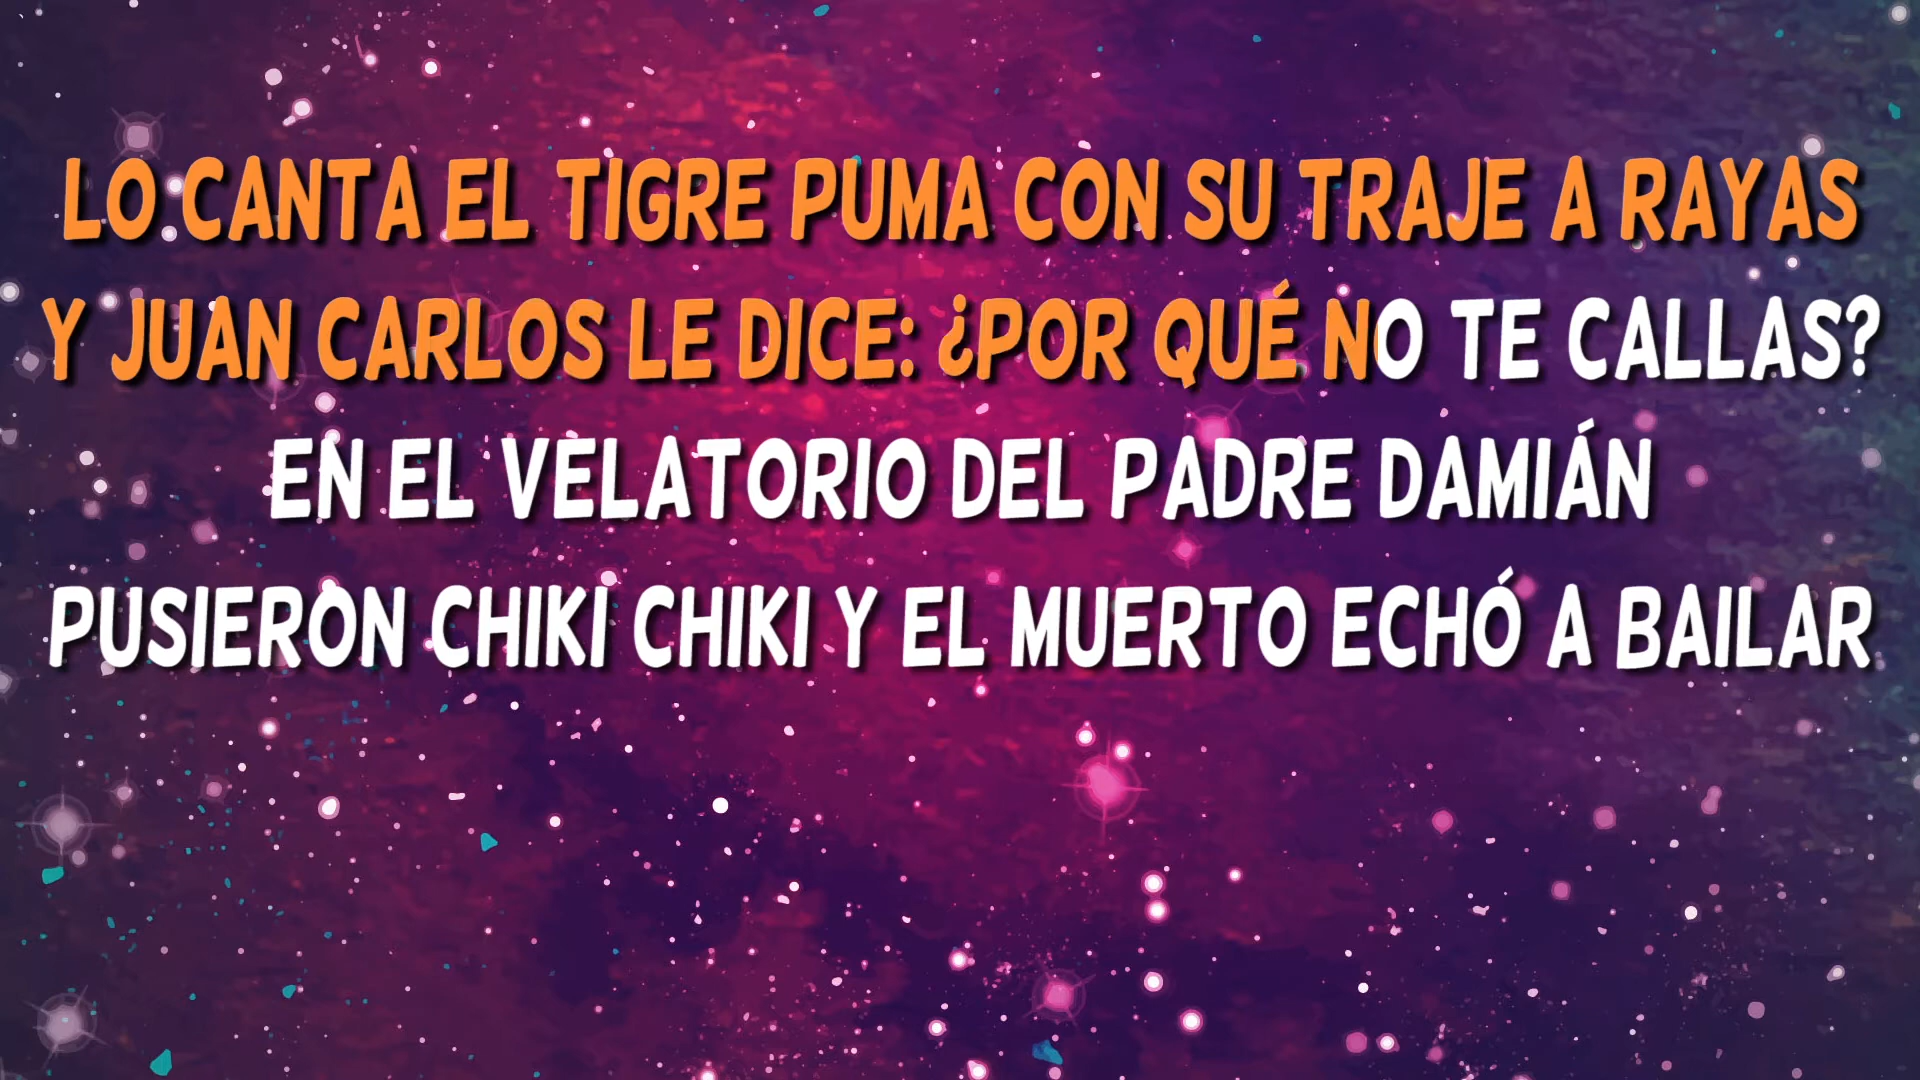 LO CANTA EL TIGRE PUMA CON SU TRAJE A RAYAS
Y JUAN CARLOS LE DICE: ¿POR QUÉ NO TE CALLAS?
EN EL VELATORIO DEL PADRE DAMIÁN
PUSIERON CHIKI CHIKI Y EL MUERTO ECHÓ A BAILAR